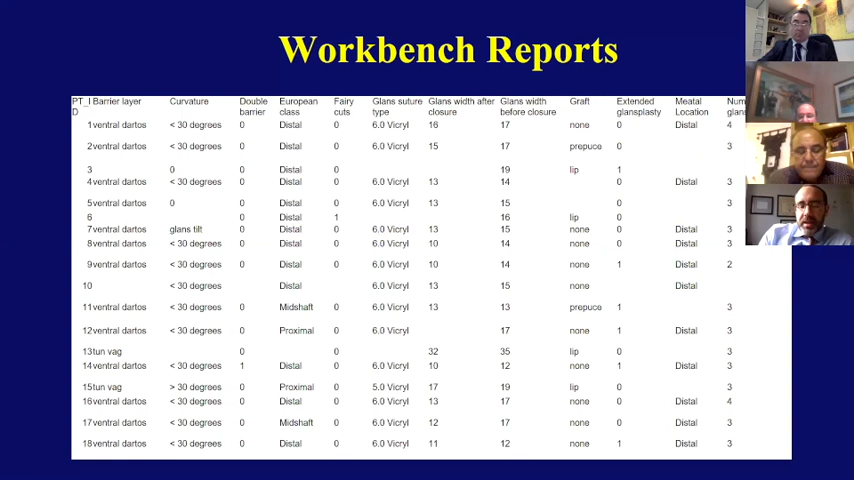 Workbench Reports
PT_I Barrier layer Curvature Double European Fairy Glans suture Glans width after Glans width Graft Extended Meatal Num
D barrier class cuts type closure before closure glansplasty Location glans
1 ventral dartos < 30 degrees 0 Distal 0 6.0 Vicryl 16 17 none 0 Distal 4
2 ventral dartos < 30 degrees 0 Distal 0 6.0 Vicryl 15 17 prepuce 0 3
3 0 0 Distal 0 19 lip 1
4 ventral dartos < 30 degrees 0 Distal 0 6.0 Vicryl 13 14 0 Distal 3
5 ventral dartos 0 0 Distal 0 6.0 Vicryl 13 15 0 3
6 0 Distal 1 16 lip 0
7 ventral dartos glans tilt 0 Distal 0 6.0 Vicryl 13 15 none 0 Distal 3
8 ventral dartos < 30 degrees 0 Distal 0 6.0 Vicryl 10 14 none 0 Distal 3
9 ventral dartos < 30 degrees 0 Distal 0 6.0 Vicryl 10 14 none 1 Distal 2
10 < 30 degrees Distal 6.0 Vicryl 13 15 none Distal
11 ventral dartos < 30 degrees 0 Midshaft 0 6.0 Vicryl 13 13 prepuce 1 3
12 ventral dartos < 30 degrees 0 Proximal 0 6.0 Vicryl 17 none 1 Distal 3
13 tun vag 0 0 32 35 lip 0 3
14 ventral dartos < 30 degrees 1 Distal 0 6.0 Vicryl 10 12 none 1 Distal 3
15 tun vag > 30 degrees 0 Proximal 0 5.0 Vicryl 17 19 lip 0 3
16 ventral dartos < 30 degrees 0 Distal 0 6.0 Vicryl 13 17 none 0 Distal 4
17 ventral dartos < 30 degrees 0 Midshaft 0 6.0 Vicryl 12 17 none 0 Distal 3
18 ventral dartos < 30 degrees 0 Distal 0 6.0 Vicryl 11 12 none 1 Distal 3